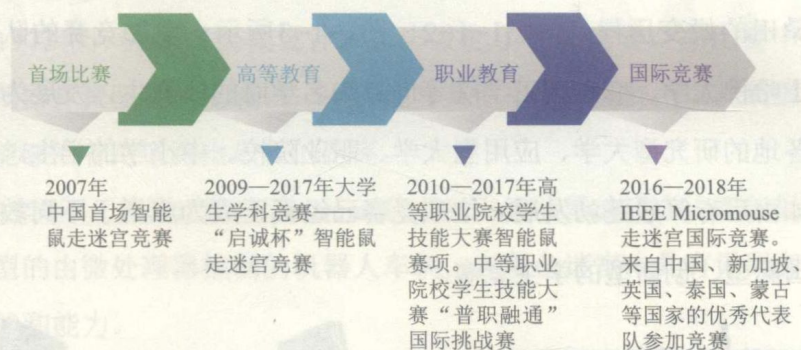 首场比赛
高等教育
职业教育
国际竞赛
2007年
中国首场智能
鼠走迷宫竞赛
2009—2017年大学
生学科竞赛
“启诚杯”智能鼠
走迷宫竞赛
2010—2017年高
等职业院校学生
技能大赛智能鼠
赛项、中等职业
院校学生技能大
赛“普职融通”
国际挑战赛
2016—2018年
IEEE Micromouse
走迷宫国际竞赛。
来自中国、新加坡
英国、泰国、蒙古
等国家的优秀代表
队参加竞赛